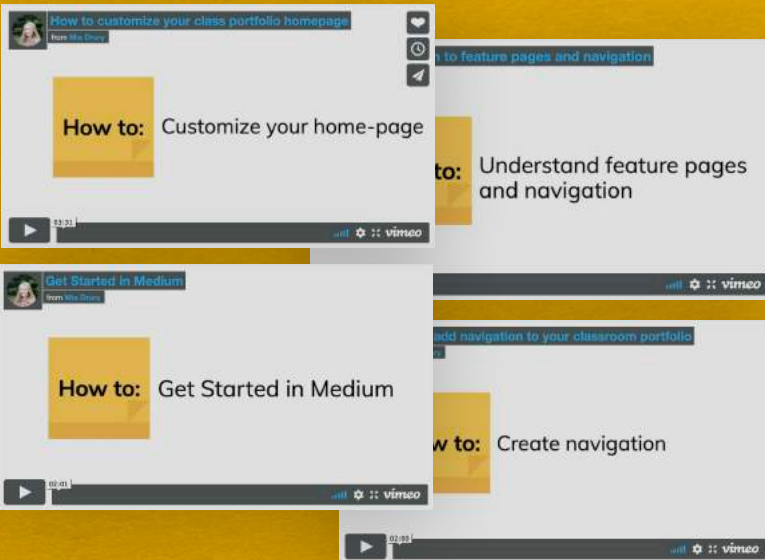 How to customize your class portfolio homepage
from Mia Drury
How to: Customize your home-page
03:31
vimeo
to feature pages and navigation
to: Understand feature pages
and navigation
vimeo
Get Started in Medium
from Mia Drury
How to: Get Started in Medium
02:01
vimeo
add navigation to your classroom portfolio
ry
w to: Create navigation
02:03
vimeo